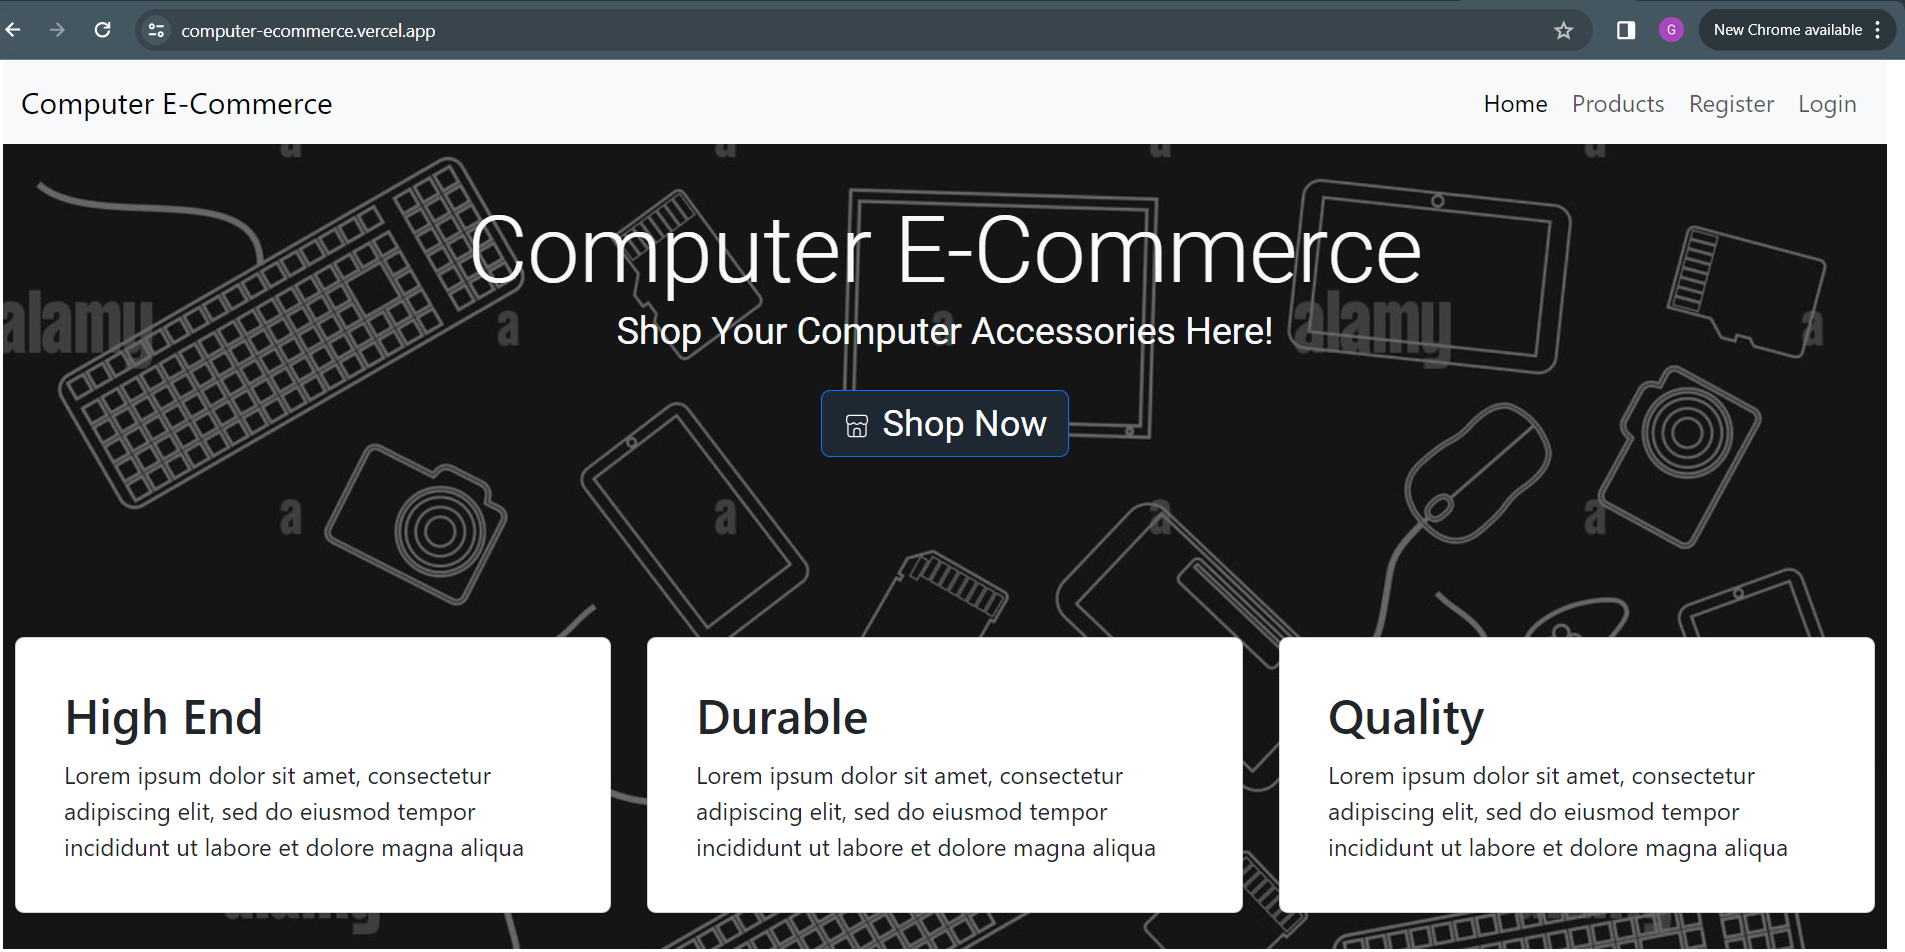 computer-ecommerce.vercel.app
G
New Chrome available
Computer E-Commerce
Home Products Register Login
a a a a
Computer E-Commerce
alamy a a alamy a
Shop Your Computer Accessories Here!
Shop Now
a a a a
High End
Lorem ipsum dolor sit amet, consectetur
adipiscing elit, sed do eiusmod tempor
incididunt ut labore et dolore magna aliqua
Durable
Lorem ipsum dolor sit amet, consectetur
adipiscing elit, sed do eiusmod tempor
incididunt ut labore et dolore magna aliqua
Quality
Lorem ipsum dolor sit amet, consectetur
adipiscing elit, sed do eiusmod tempor
incididunt ut labore et dolore magna aliqua